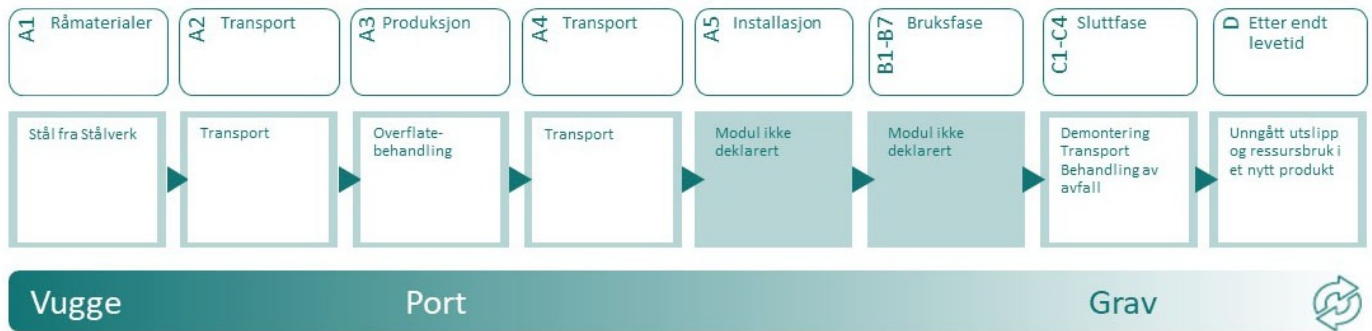 A1 Råmaterialer
A2 Transport
A3 Produksjon
A4 Transport
A5 Installasjon
B1-B7 Bruksfase
C1-C4 Sluttfase
D Etter endt
levetid
Stål fra Stålverk
Transport
Overflate-
behandling
Transport
Modul ikke
deklarert
Modul ikke
deklarert
Demontering
Transport
Behandling av
avfall
Unngått utslipp
og ressursbruk i
et nytt produkt
Vugge
Port
Grav